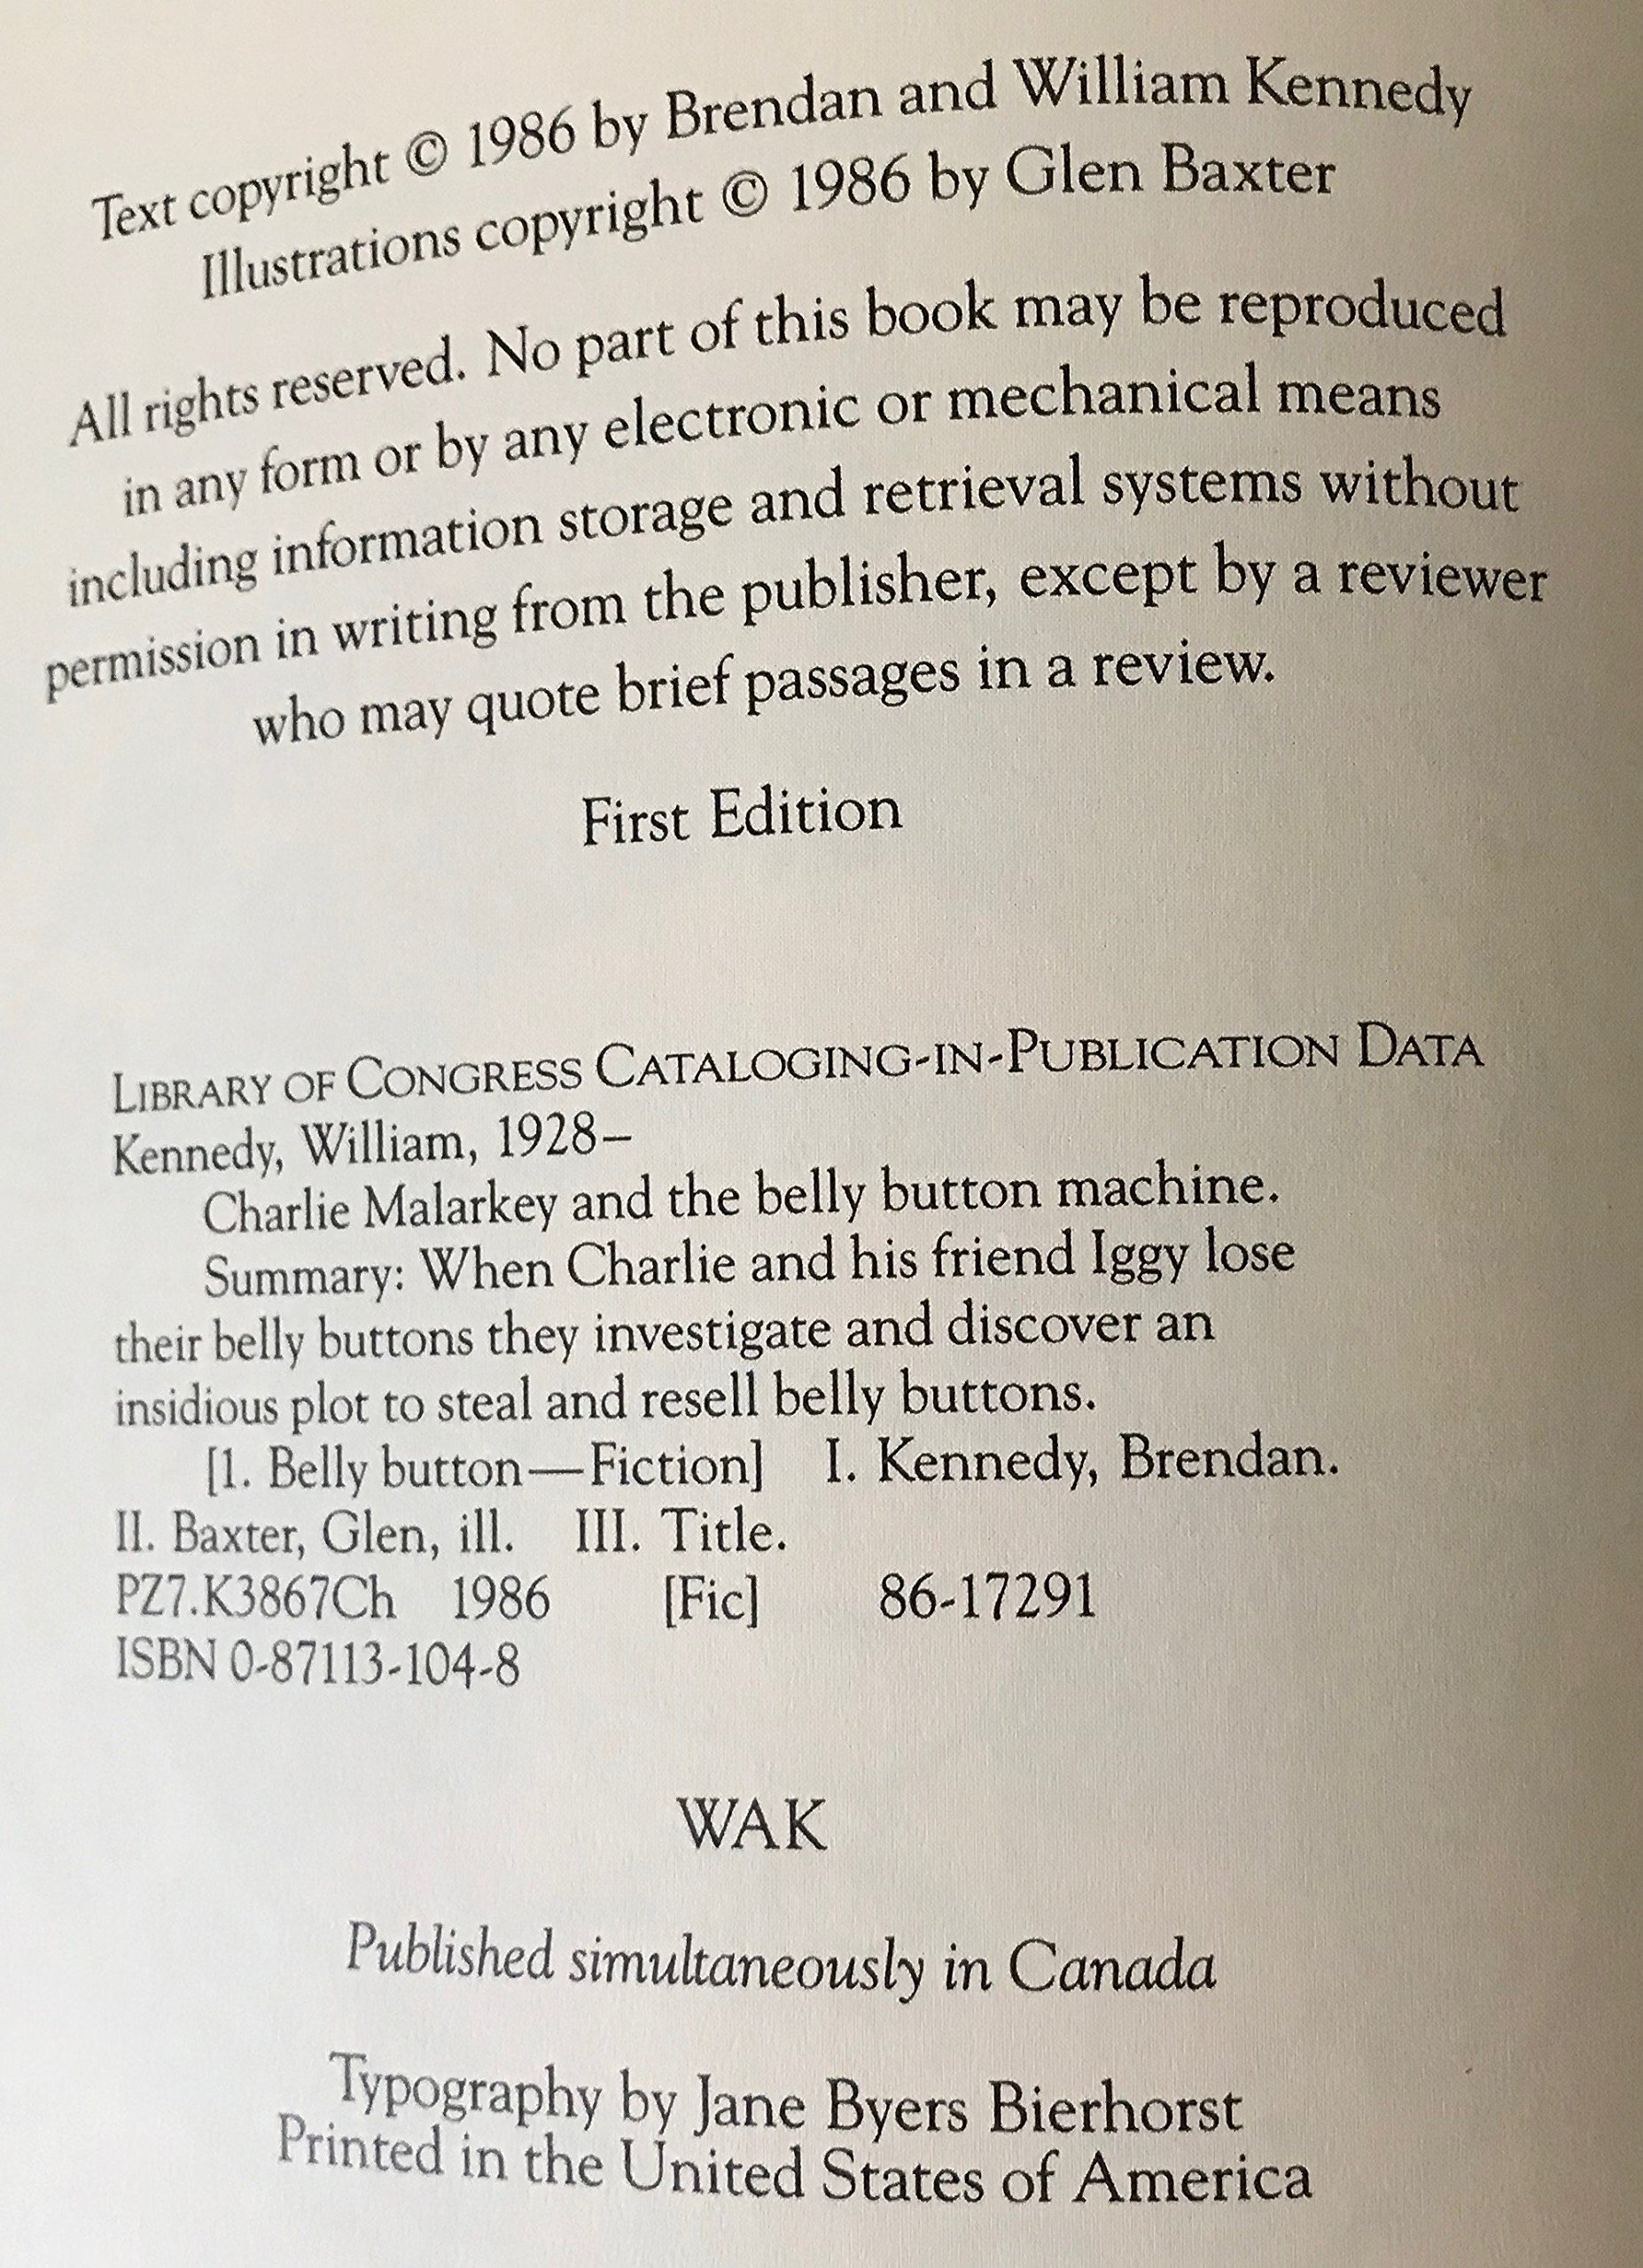 Text copyright © 1986 by Brendan and William Kennedy
Illustrations copyright © 1986 by Glen Baxter
All rights reserved. No part of this book may be reproduced
in any form or by any electronic or mechanical means
including information storage and retrieval systems without
permission in writing from the publisher, except by a reviewer
who may quote brief passages in a review.
First Edition
LIBRARY OF CONGRESS CATALOGING-IN-PUBLICATION DATA
Kennedy, William, 1928–
Charlie Malarkey and the belly button machine.
Summary: When Charlie and his friend Iggy lose
their belly buttons they investigate and discover an
insidious plot to steal and resell belly buttons.
[1. Belly button—Fiction] I. Kennedy, Brendan.
II. Baxter, Glen, ill. III. Title.
PZ7.K3867Ch 1986 [Fic] 86-17291
ISBN 0-87113-104-8
WAK
Published simultaneously in Canada
Typography by Jane Byers Bierhorst
Printed in the United States of America